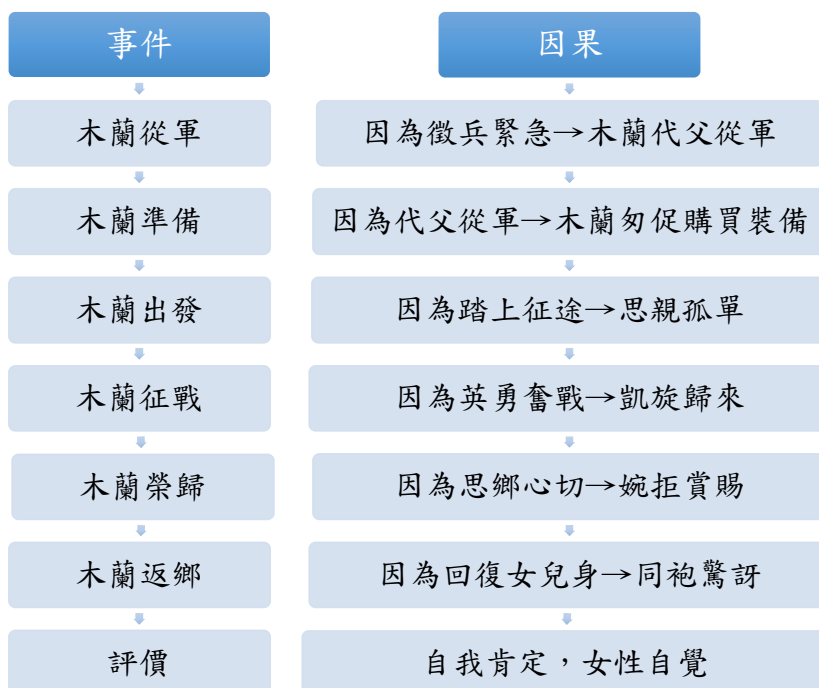 事件
因果
木蘭從軍
因為徵兵緊急→木蘭代父從軍
木蘭準備
因為代父從軍→木蘭匆促購買裝備
木蘭出發
因為踏上征途→思親孤單
木蘭征戰
因為英勇奮戰→凱旋歸來
木蘭榮歸
因為思鄉心切→婉拒賞賜
木蘭返鄉
因為回復女兒身→同袍驚訝
評價
自我肯定，女性自覺